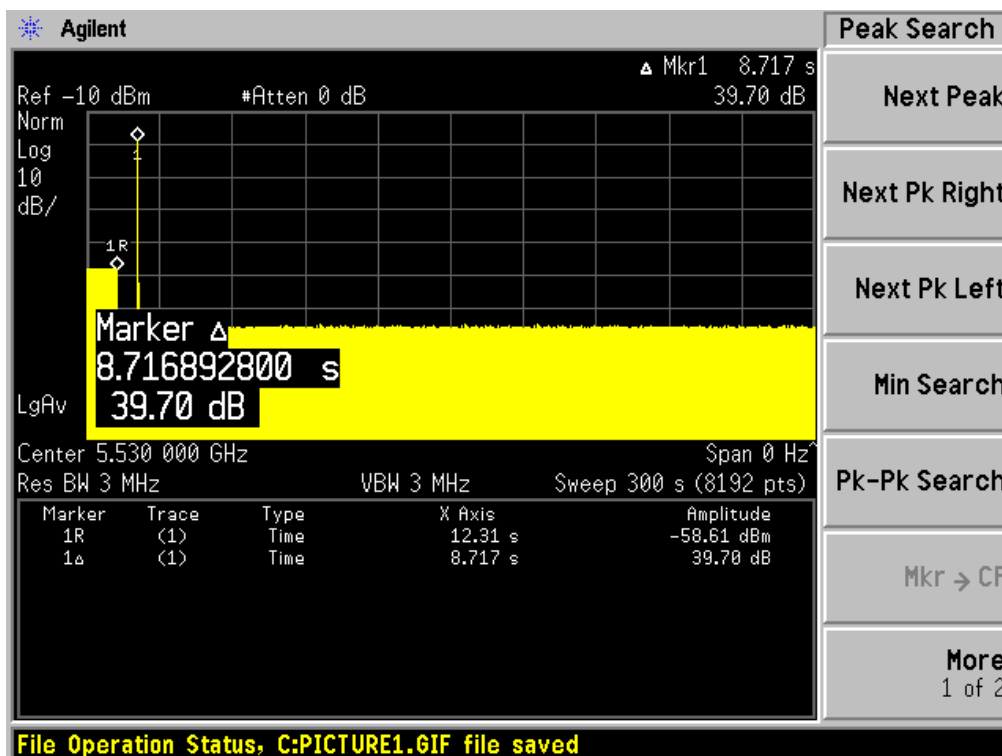 Agilent
Peak Search
Δ Mkr1 8.717 s
Ref -10 dBm #Atten 0 dB 39.70 dB
Norm
Log
10
dB/
1
1R
Marker Δ
8.716892800 s
39.70 dB
LgAv
Center 5.530 000 GHz Span 0 Hz^
Res BW 3 MHz VBW 3 MHz Sweep 300 s (8192 pts)
Marker Trace Type X Axis Amplitude
1R (1) Time 12.31 s -58.61 dBm
1Δ (1) Time 8.717 s 39.70 dB
Next Peak
Next Pk Right
Next Pk Left
Min Search
Pk-Pk Search
Mkr → CF
More
1 of 2
File Operation Status, C:PICTURE1.GIF file saved